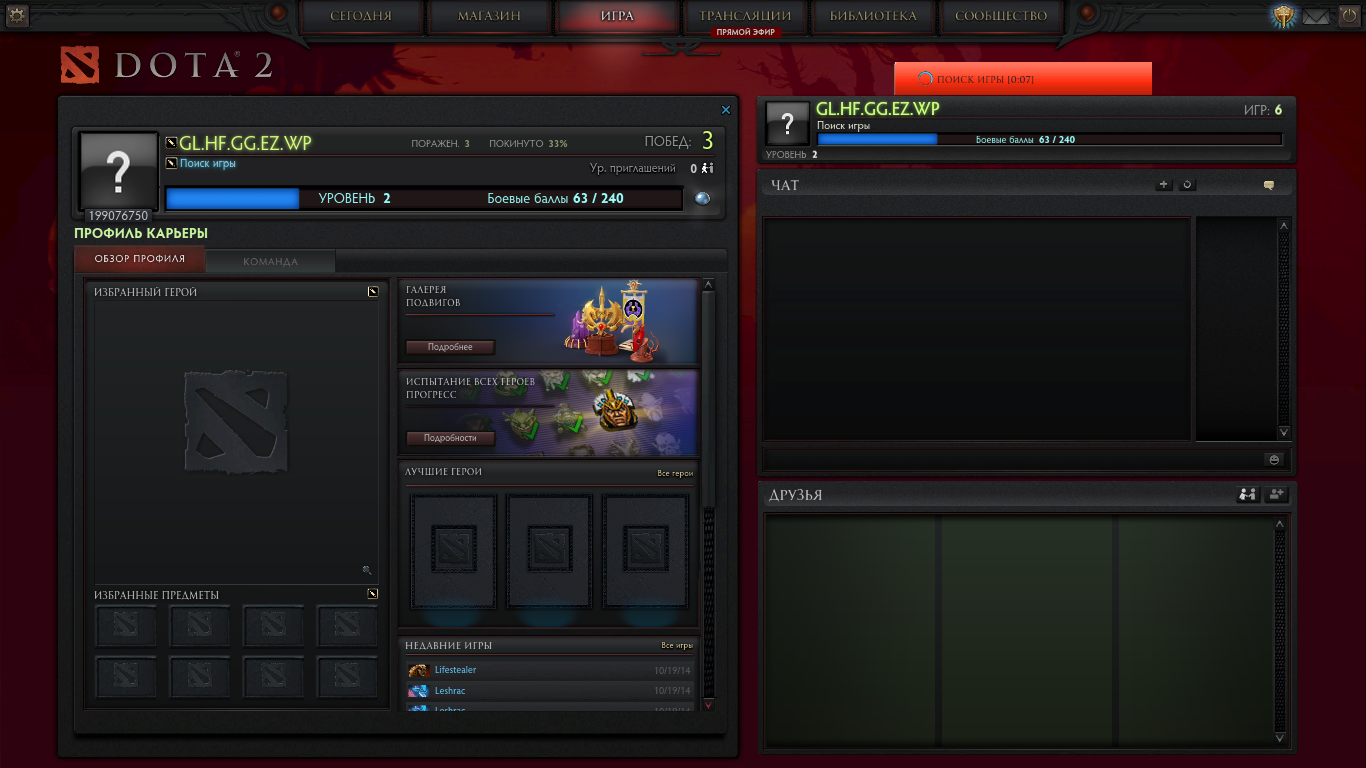 СЕГОДНЯ
МАГАЗИН
ИГРА
ТРАНСЛЯЦИИ
ПРЯМОЙ ЭФИР
БИБЛИОТЕКА
СООБЩЕСТВО
DOTA 2
ПОИСК ИГРЫ [0:07]
GL.HF.GG.EZ.WP
ПОРАЖЕН. 3
ПОКИНУТО 33%
ПОБЕД: 3
Поиск игры
Ур. приглашений 0
УРОВЕНЬ 2
Боевые баллы 63 / 240
199076750
ПРОФИЛЬ КАРЬЕРЫ
ОБЗОР ПРОФИЛЯ
КОМАНДА
ИЗБРАННЫЙ ГЕРОЙ
ИЗБРАННЫЕ ПРЕДМЕТЫ
ГАЛЕРЕЯ
ПОДВИГОВ
Подробнее
ИСПЫТАНИЕ ВСЕХ ГЕРОЕВ
ПРОГРЕСС
Подробности
ЛУЧШИЕ ГЕРОИ
Все герои
НЕДАВНИЕ ИГРЫ
Все игры
Lifestealer 10/19/14
Leshrac 10/19/14
Leshrac 10/19/14
GL.HF.GG.EZ.WP
ИГР: 6
Поиск игры
Боевые баллы 63 / 240
УРОВЕНЬ 2
ЧАТ
ДРУЗЬЯ